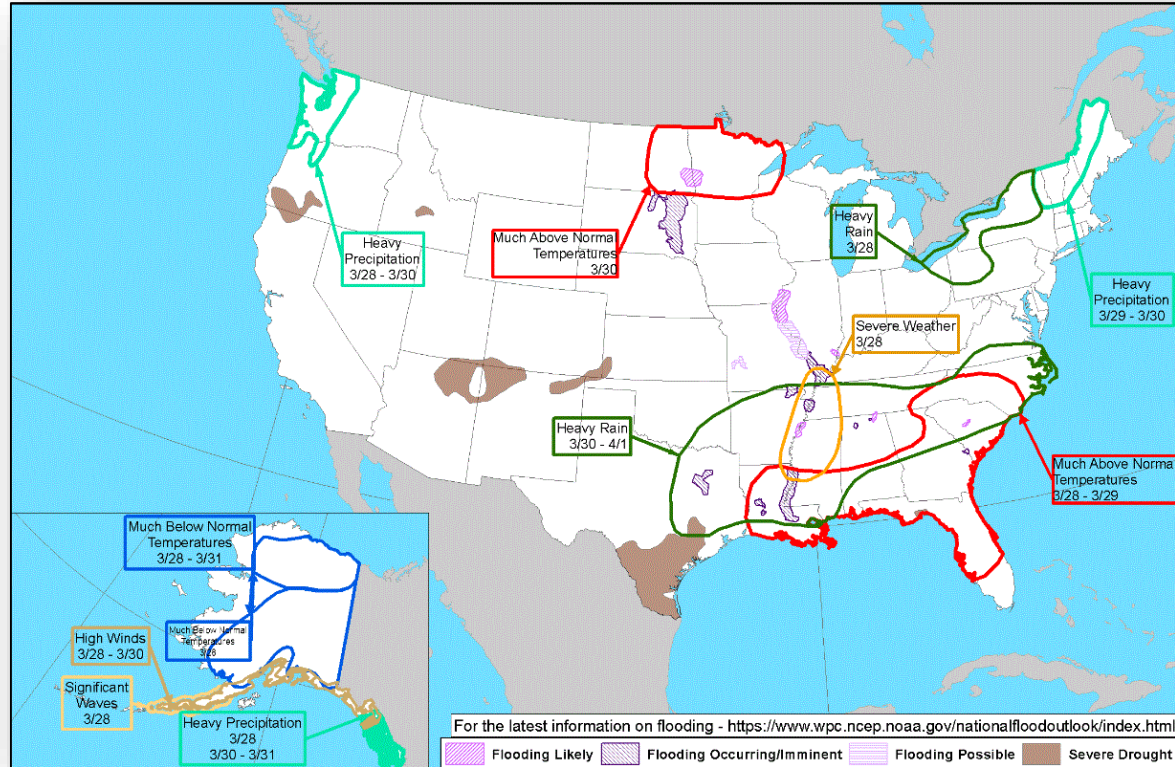 Heavy
Precipitation
3/28 - 3/30
Much Above Normal
Temperatures
3/30
Heavy
Rain
3/28
Heavy
Precipitation
3/29 - 3/30
Severe Weather
3/28
Heavy Rain
3/30 - 4/1
Much Above Normal
Temperatures
3/28 - 3/29
Much Below Normal
Temperatures
3/28 - 3/31
Much Below Normal
Temperatures
3/28
High Winds
3/28 - 3/30
Significant
Waves
3/28
Heavy Precipitation
3/28
3/30 - 3/31
For the latest information on flooding - https://www.wpc.ncep.noaa.gov/nationalfloodoutlook/index.html
Flooding Likely
Flooding Occurring/Imminent
Flooding Possible
Severe Drought